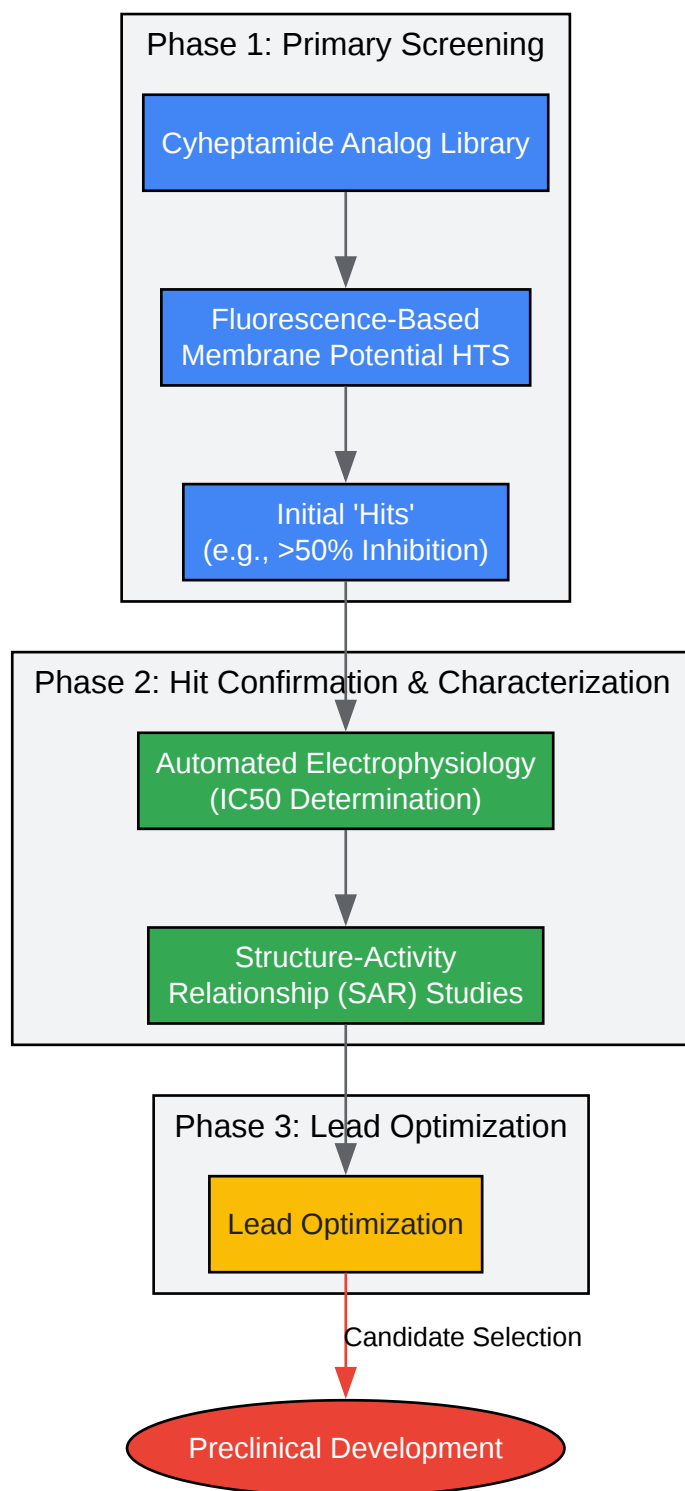 Phase 1: Primary Screening
Cyheptamide Analog Library
Fluorescence-Based
Membrane Potential HTS
Initial 'Hits'
(e.g., >50% Inhibition)
Phase 2: Hit Confirmation & Characterization
Automated Electrophysiology
(IC50 Determination)
Structure-Activity
Relationship (SAR) Studies
Phase 3: Lead Optimization
Lead Optimization
Candidate Selection
Preclinical Development